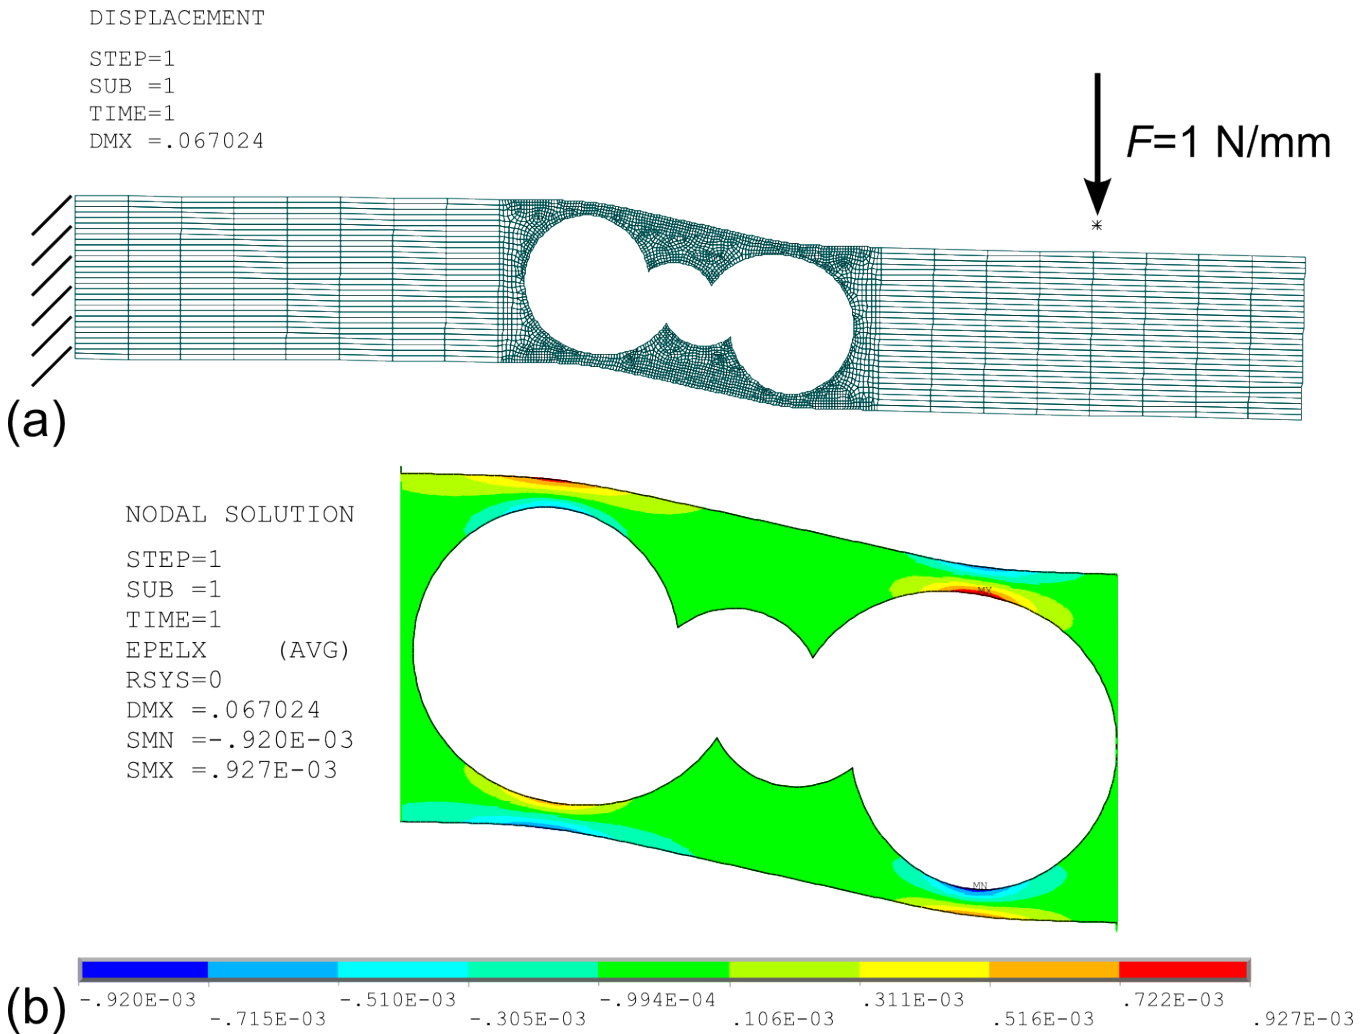 DISPLACEMENT
STEP=1
SUB =1
TIME=1
DMX =.067024
F=1 N/mm
(a)
NODAL SOLUTION
STEP=1
SUB =1
TIME=1
EPELX (AVG)
RSYS=0
DMX =.067024
SMN =-.920E-03
SMX =.927E-03
MX
MN
(b)
-.920E-03 -.510E-03 -.994E-04 .311E-03 .722E-03
-.715E-03 -.305E-03 .106E-03 .516E-03 .927E-03